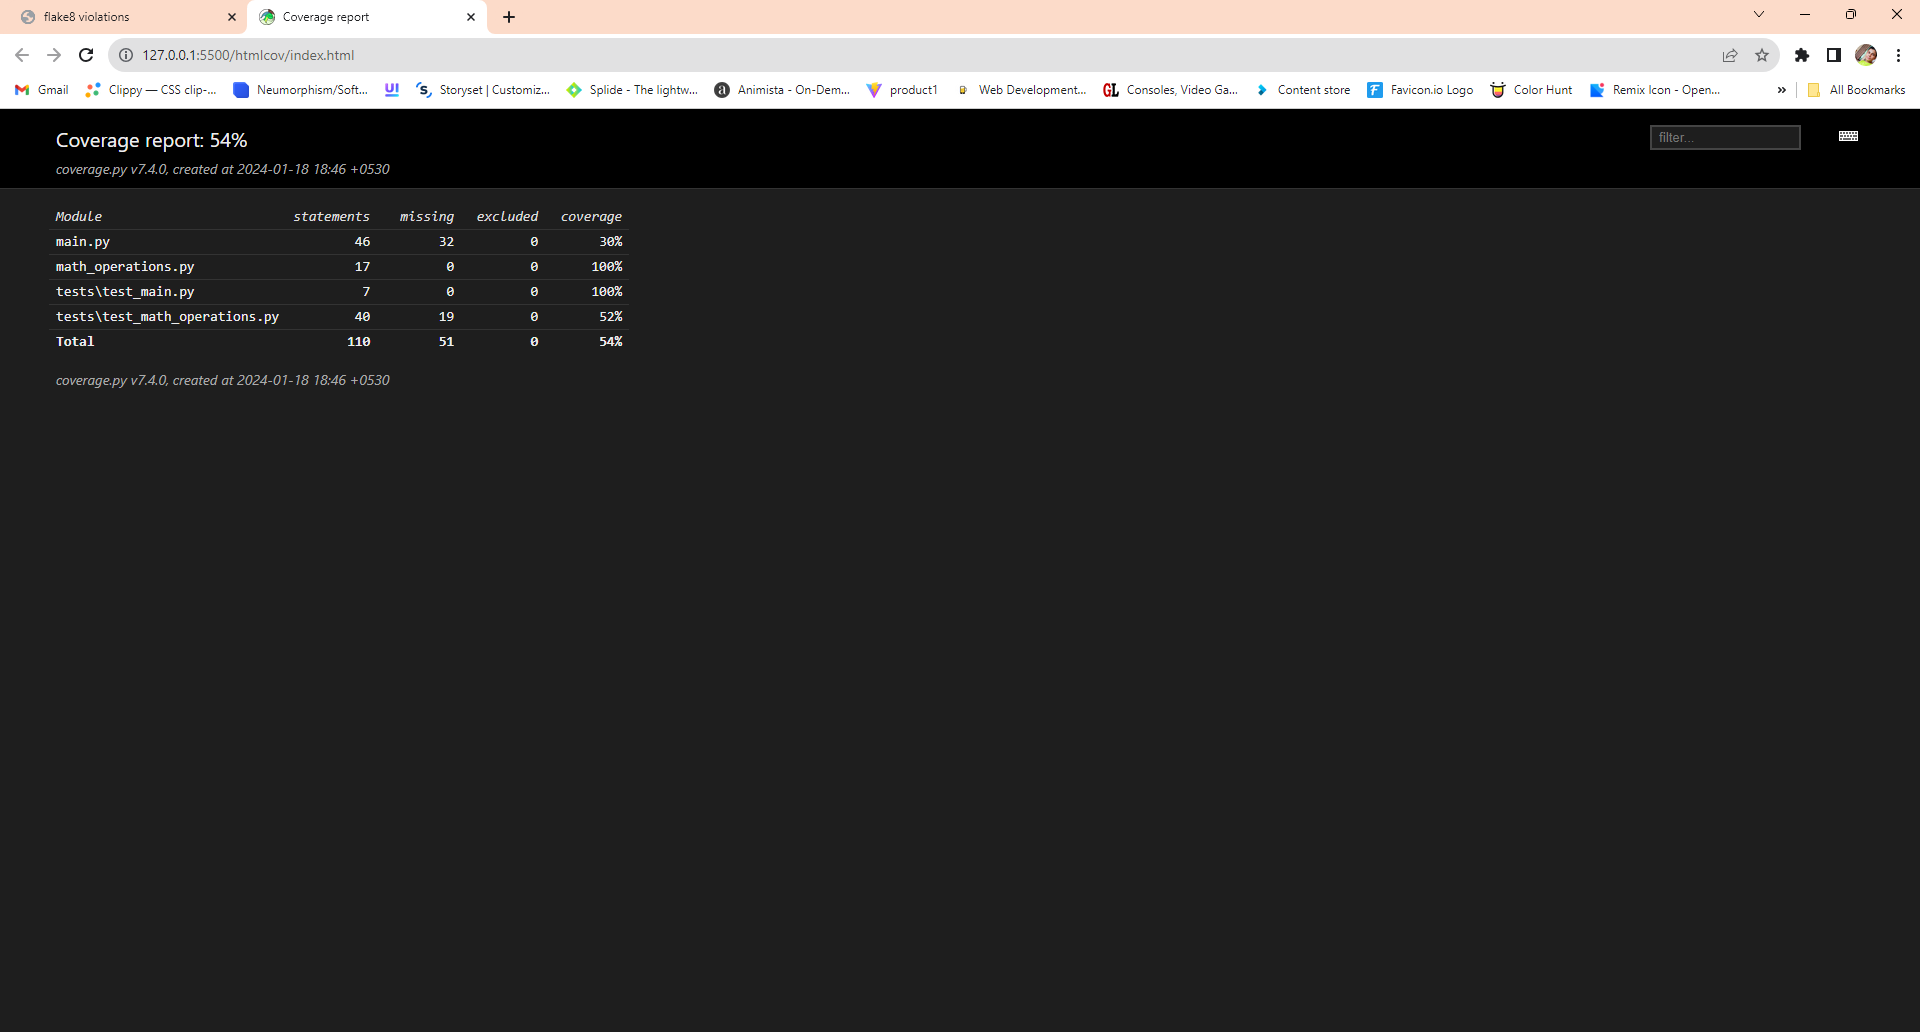 flake8 violations
Coverage report
127.0.0.1:5500/htmlcov/index.html
Gmail Clippy — CSS clip-... Neumorphism/Soft... UI Storyset | Customiz... Splide - The lightw... a Animista - On-Dem... product1 Web Development... GL Consoles, Video Ga... Content store F Favicon.io Logo Color Hunt Remix Icon - Open... » All Bookmarks
Coverage report: 54%
filter...
coverage.py v7.4.0, created at 2024-01-18 18:46 +0530
Module statements missing excluded coverage
main.py 46 32 0 30%
math_operations.py 17 0 0 100%
tests\test_main.py 7 0 0 100%
tests\test_math_operations.py 40 19 0 52%
Total 110 51 0 54%
coverage.py v7.4.0, created at 2024-01-18 18:46 +0530